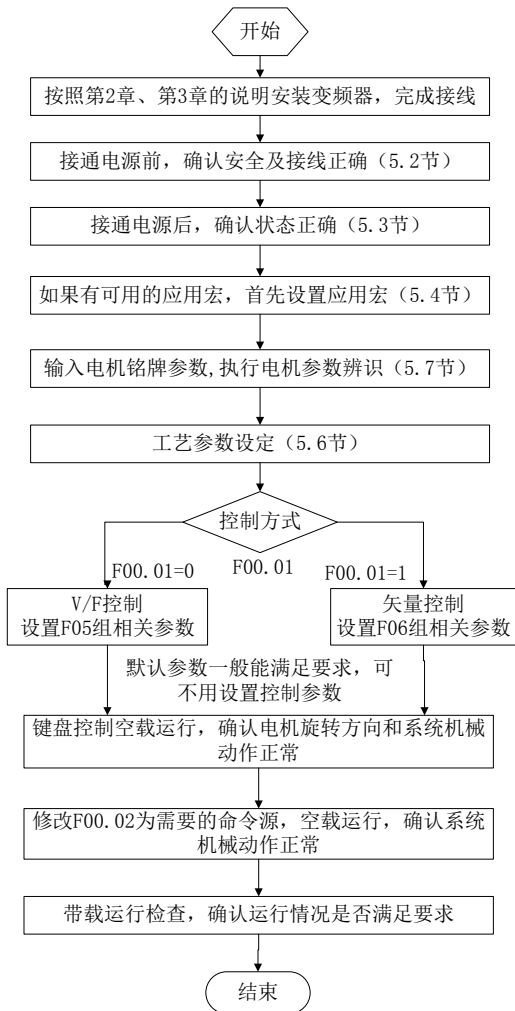 开始
按照第2章、第3章的说明安装变频器，完成接线
接通电源前，确认安全及接线正确（5.2节）
接通电源后，确认状态正确（5.3节）
如果有可用的应用宏，首先设置应用宏（5.4节）
输入电机铭牌参数,执行电机参数辨识（5.7节）
工艺参数设定（5.6节）
控制方式
F00.01=0
F00.01
F00.01=1
V/F控制
设置F05组相关参数
矢量控制
设置F06组相关参数
默认参数一般能满足要求，可
不用设置控制参数
键盘控制空载运行，确认电机旋转方向和系统机械
动作正常
修改F00.02为需要的命令源，空载运行，确认系统
机械动作正常
带载运行检查，确认运行情况是否满足要求
结束